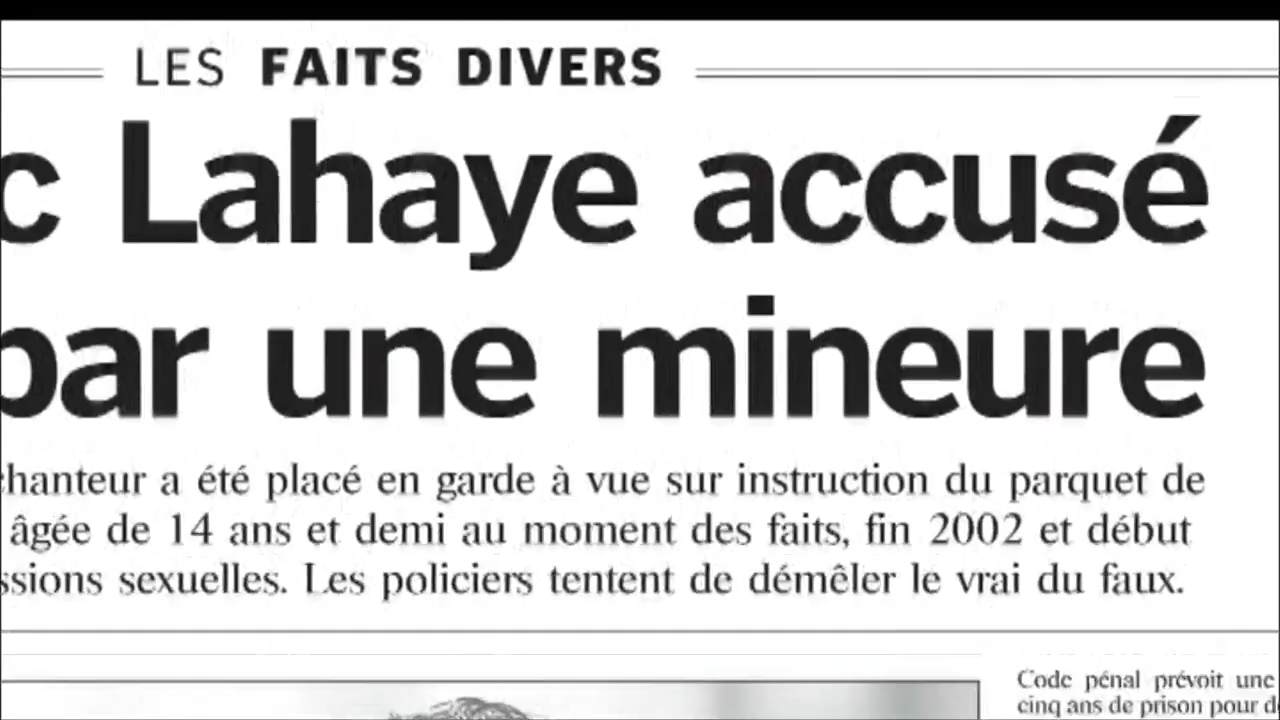 LES FAITS DIVERS
c Lahaye accusé
par une mineure
chanteur a été placé en garde à vue sur instruction du parquet de
âgée de 14 ans et demi au moment des faits, fin 2002 et début
ssions sexuelles. Les policiers tentent de démêler le vrai du faux.
Code pénal prévoit une
cinq ans de prison pour d